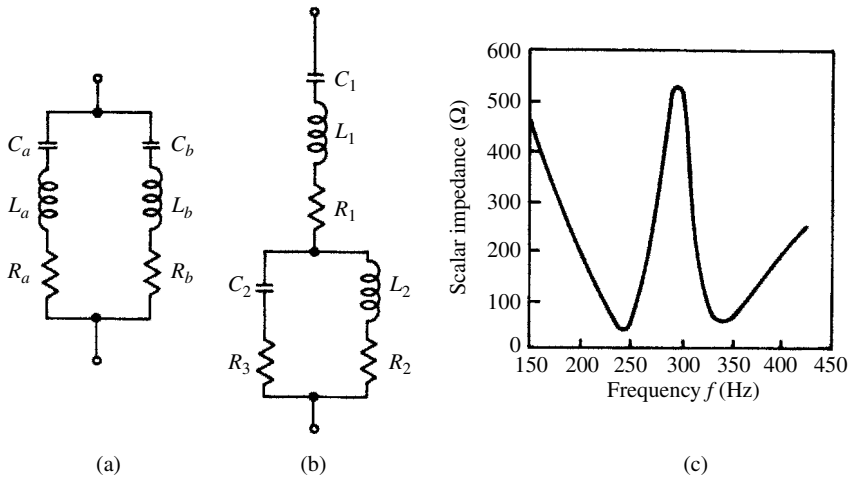 C_a
L_a
R_a
C_b
L_b
R_b
(a)
C_1
L_1
R_1
C_2
L_2
R_3
R_2
(b)
Scalar impedance (Ω)
600
500
400
300
200
100
0
150 200 250 300 350 400 450
Frequency f (Hz)
(c)